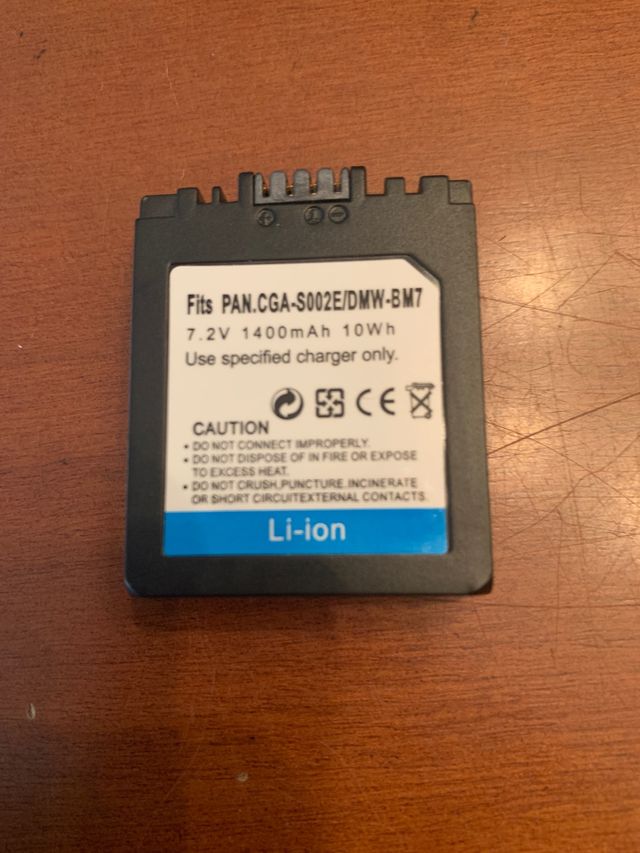 Fits PAN.CGA-S002E/DMW-BM7
7.2V 1400mAh 10Wh
Use specified charger only.
CE
CAUTION
• DO NOT CONNECT IMPROPERLY.
• DO NOT DISPOSE OF IN FIRE OR EXPOSE
TO EXCESS HEAT.
• DO NOT CRUSH,PUNCTURE.INCINERATE
OR SHORT CIRCUITEXTERNAL CONTACTS.
Li-ion